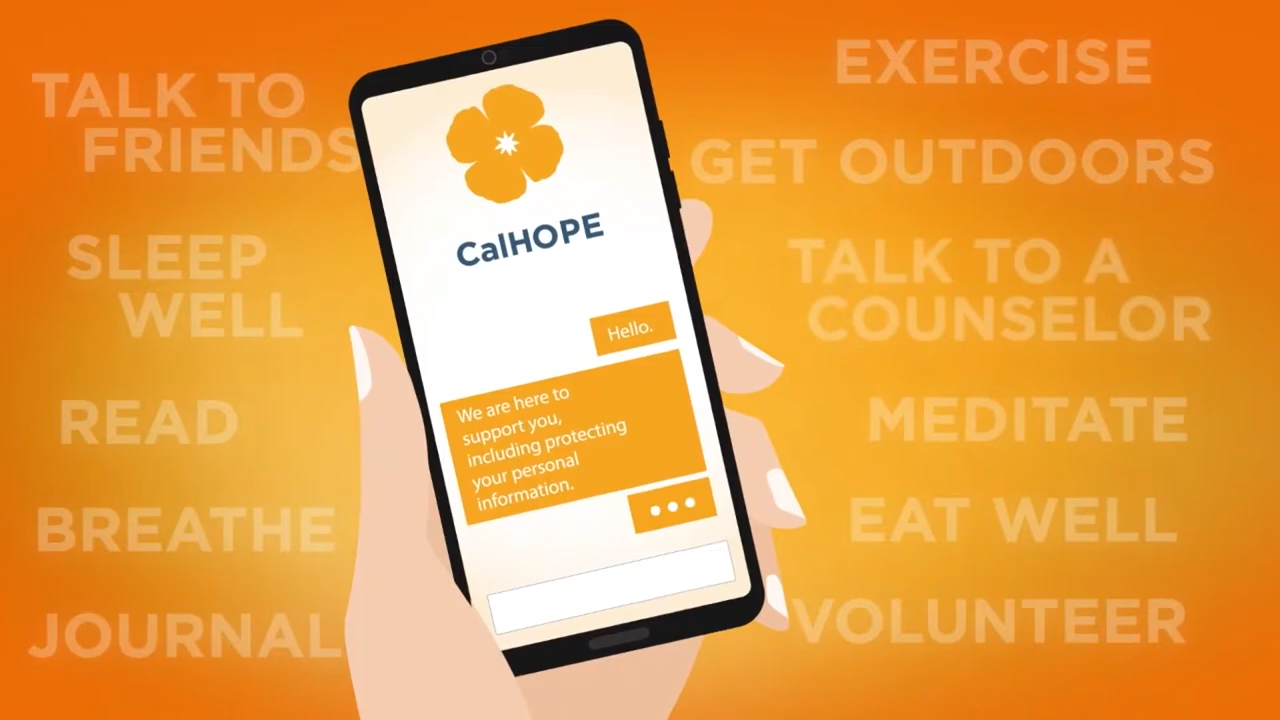 TALK TO
FRIENDS
SLEEP
WELL
READ
BREATHE
JOURNAL
CalHOPE
Hello.
We are here to
support you,
including protecting
your personal
information.
EXERCISE
GET OUTDOORS
TALK TO A
COUNSELOR
MEDITATE
EAT WELL
VOLUNTEER